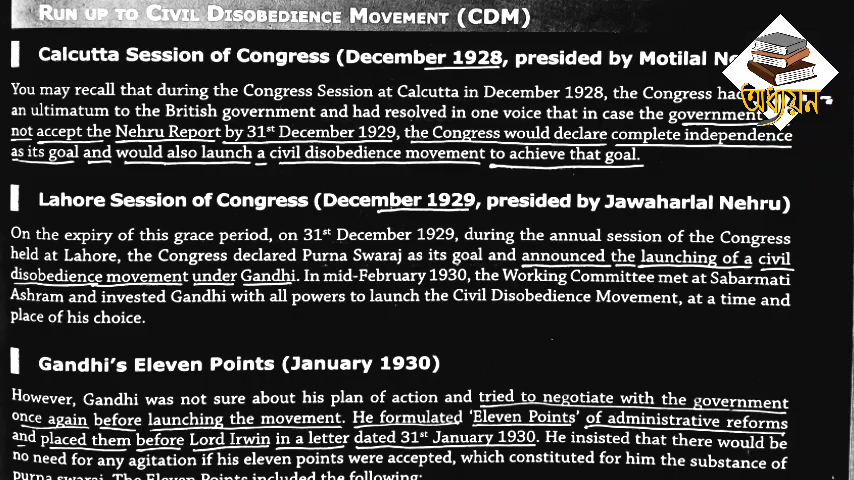 RUN UP TO CIVIL DISOBEDIENCE MOVEMENT (CDM)
Calcutta Session of Congress (December 1928, presided by Motilal
You may recall that during the Congress Session at Calcutta in December 1928, the Congress
an ultimatum to the British government and had resolved in one voice that in case the government
not accept the Nehru Report by 31st December 1929, the Congress would declare complete independence
as its goal and would also launch a civil disobedience movement to achieve that goal.
অধ্যয়ন
Lahore Session of Congress (December 1929, presided by Jawaharlal Nehru)
On the expiry of this grace period, on 31st December 1929, during the annual session of the Congress
held at Lahore, the Congress declared Purna Swaraj as its goal and announced the launching of a civil
disobedience movement under Gandhi. In mid-February 1930, the Working Committee met at Sabarmati
Ashram and invested Gandhi with all powers to launch the Civil Disobedience Movement, at a time and
place of his choice.
Gandhi's Eleven Points (January 1930)
However, Gandhi was not sure about his plan of action and tried to negotiate with the government
once again before launching the movement. He formulated 'Eleven Points' of administrative reforms
and placed them before Lord Irwin in a letter dated 31st January 1930. He insisted that there would be
no need for any agitation if his eleven points were accepted, which constituted for him the substance of
purna swaraj. The Eleven Points included the following: